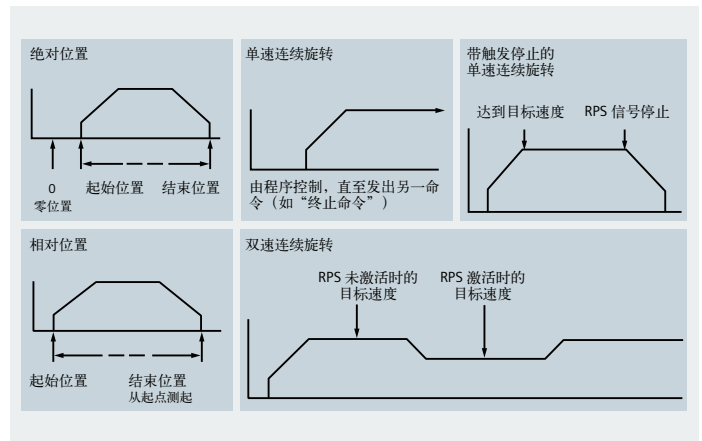 绝对位置
0
零位置
起始位置
结束位置
单速连续旋转
由程序控制，直至发出另一命
令（如“终止命令”）
带触发停止的
单速连续旋转
达到目标速度
RPS 信号停止
相对位置
起始位置
结束位置
从起点测起
双速连续旋转
RPS 未激活时的
目标速度
RPS 激活时的
目标速度